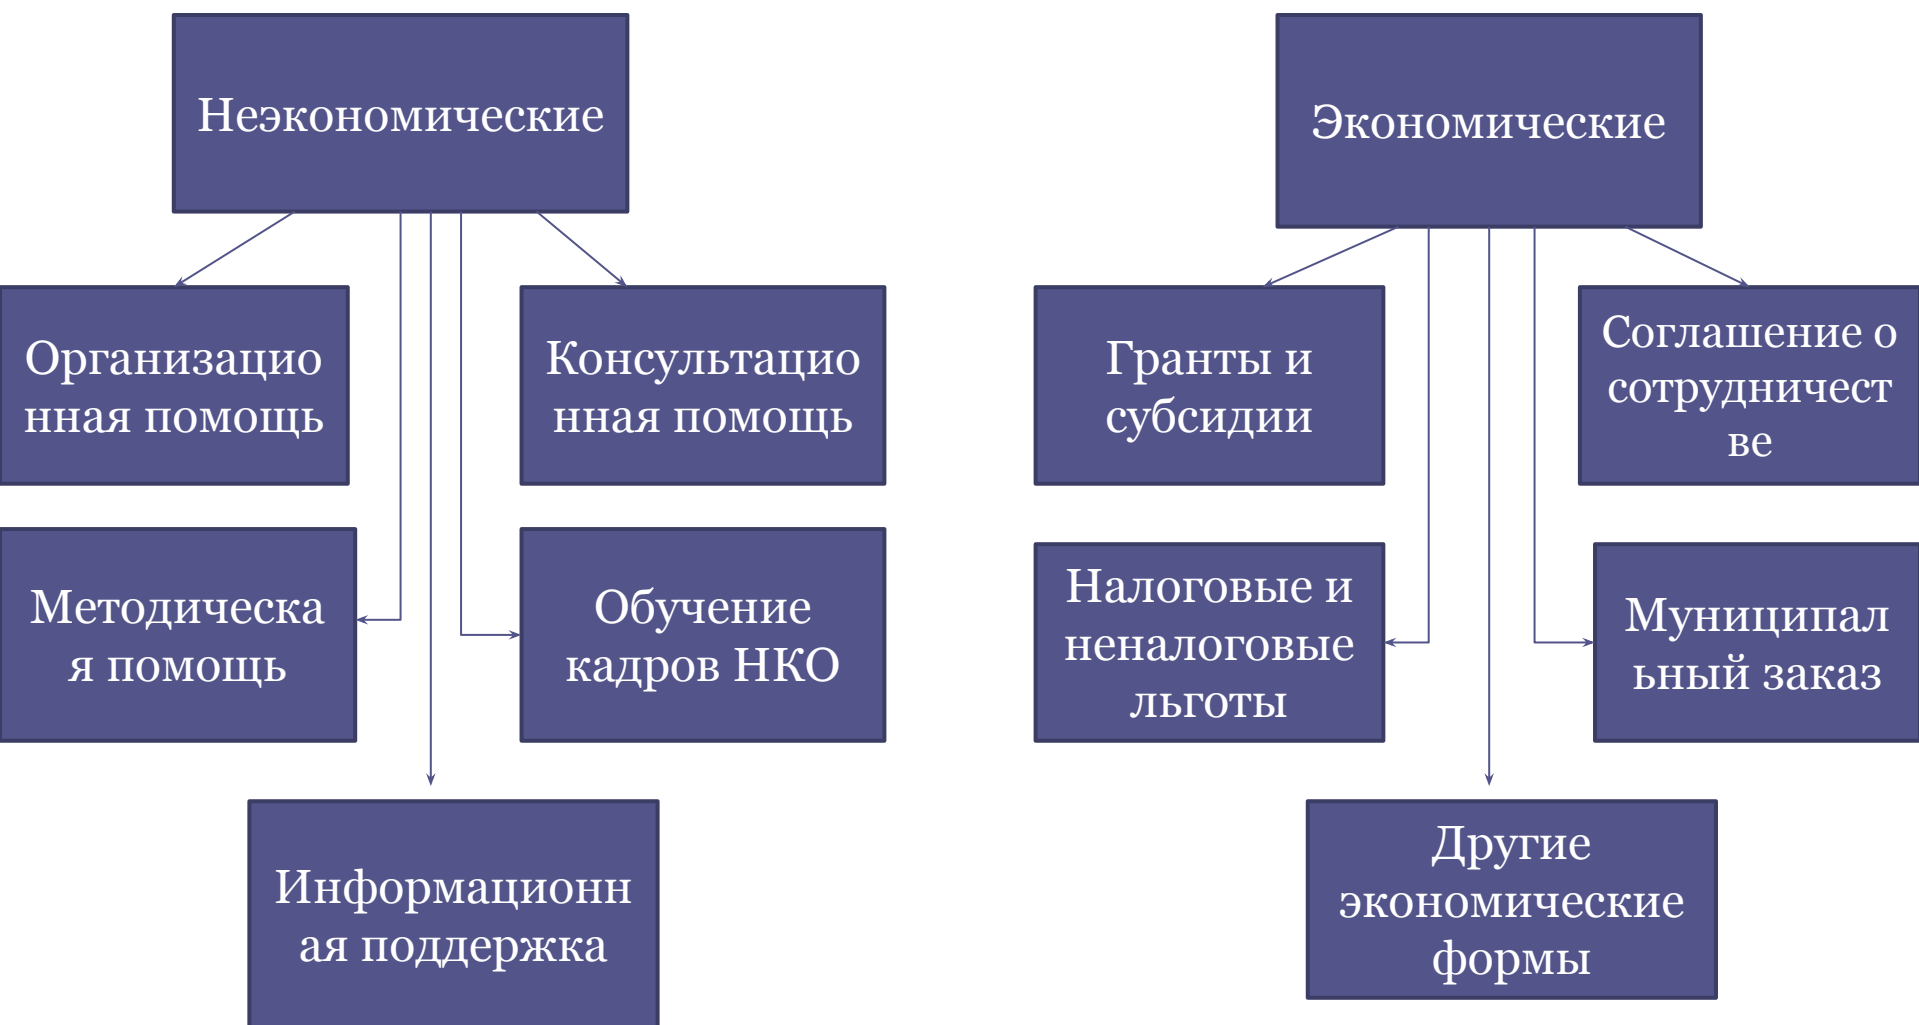 Неэкономические
Организацио
нная помощь
Консультацио
нная помощь
Методическа
я помощь
Обучение
кадров НКО
Информационн
ая поддержка
Экономические
Гранты и
субсидии
Соглашение о
сотрудничест
ве
Налоговые и
неналоговые
льготы
Муниципал
ьный заказ
Другие
экономические
формы